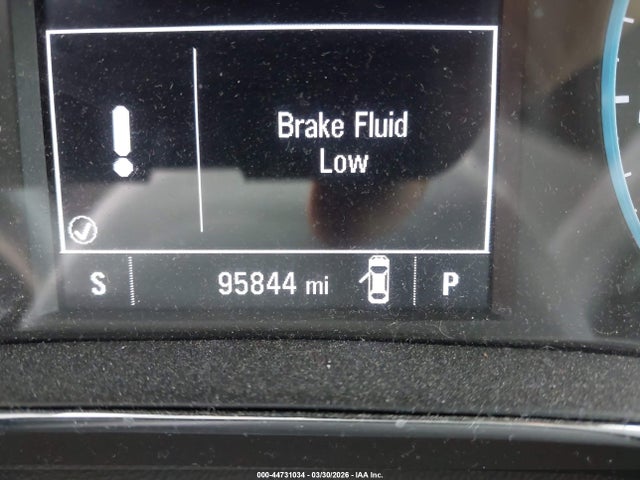 Brake Fluid
Low
S 95844 mi P
000-44731034 - 03/30/2026 - IAA Inc.